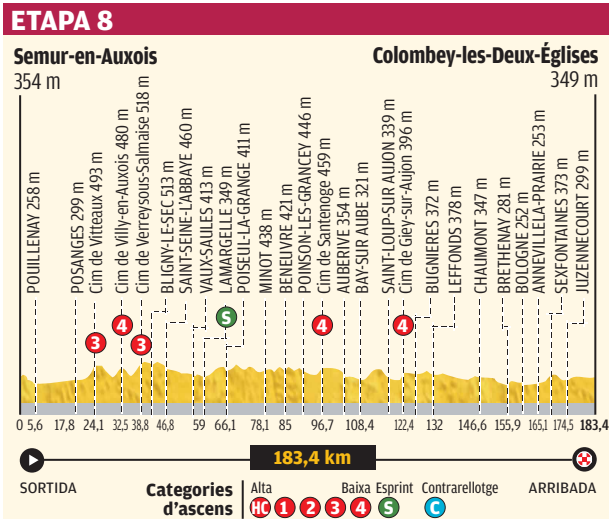 ETAPA 8
Semur-en-Auxois
354 m
Colombey-les-Deux-Églises
349 m
POUILLENAY 258 m
POSANGES 299 m
Cim de Vitteaux 493 m
Cim de Villy-en-Auxois 480 m
Cim de Verreysous-Salmaise 518 m
BLIGNY-LE-SEC 513 m
SAINT-SEINE-L'ABBAYE 460 m
VAUX-SAULES 413 m
LAMARGELLE 349 m
POISEUL-LA-GRANGE 411 m
MINOT 438 m
BENEUVRE 421 m
POINSON-LES-GRANCEY 446 m
Cim de Santenoge 459 m
AUBERIVE 354 m
BAY-SUR AUBE 321 m
SAINT-LOUP-SUR AUJON 339 m
Cim de Giey-sur-Aujon 396 m
BUGNIERES 372 m
LEFFONDS 378 m
CHAUMONT 347 m
BRETHENAY 281 m
BOLOGNE 252 m
ANNEVILLELA-PRAIRIE 253 m
SEXFONTAINES 373 m
JUZENNECOURT 299 m
3 4 3 S 4 4
0 5,6 17,8 24,1 32,5 38,8 46,8 59 66,1 78,1 85 96,7 108,4 122,4 132 146,6 155,9 165,1 174,5 183,4
183,4 km
SORTIDA
ARRIBADA
Categories
d'ascens
Alta Baixa Esprint Contrarellotge
HC 1 2 3 4 S C